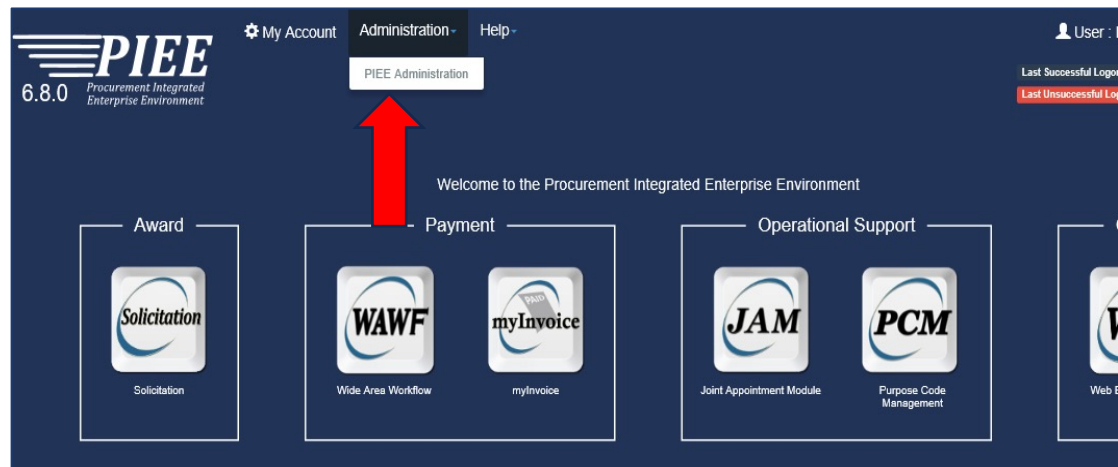 PIEE
6.8.0
Procurement Integrated
Enterprise Environment
My Account Administration Help
User :
PIEE Administration
Last Successful Logon
Last Unsuccessful
Welcome to the Procurement Integrated Enterprise Environment
Award Payment Operational Support
Solicitation WAWF PAID myInvoice JAM PCM
Solicitation Wide Area Workflow myInvoice Joint Appointment Module Purpose Code Web
Management